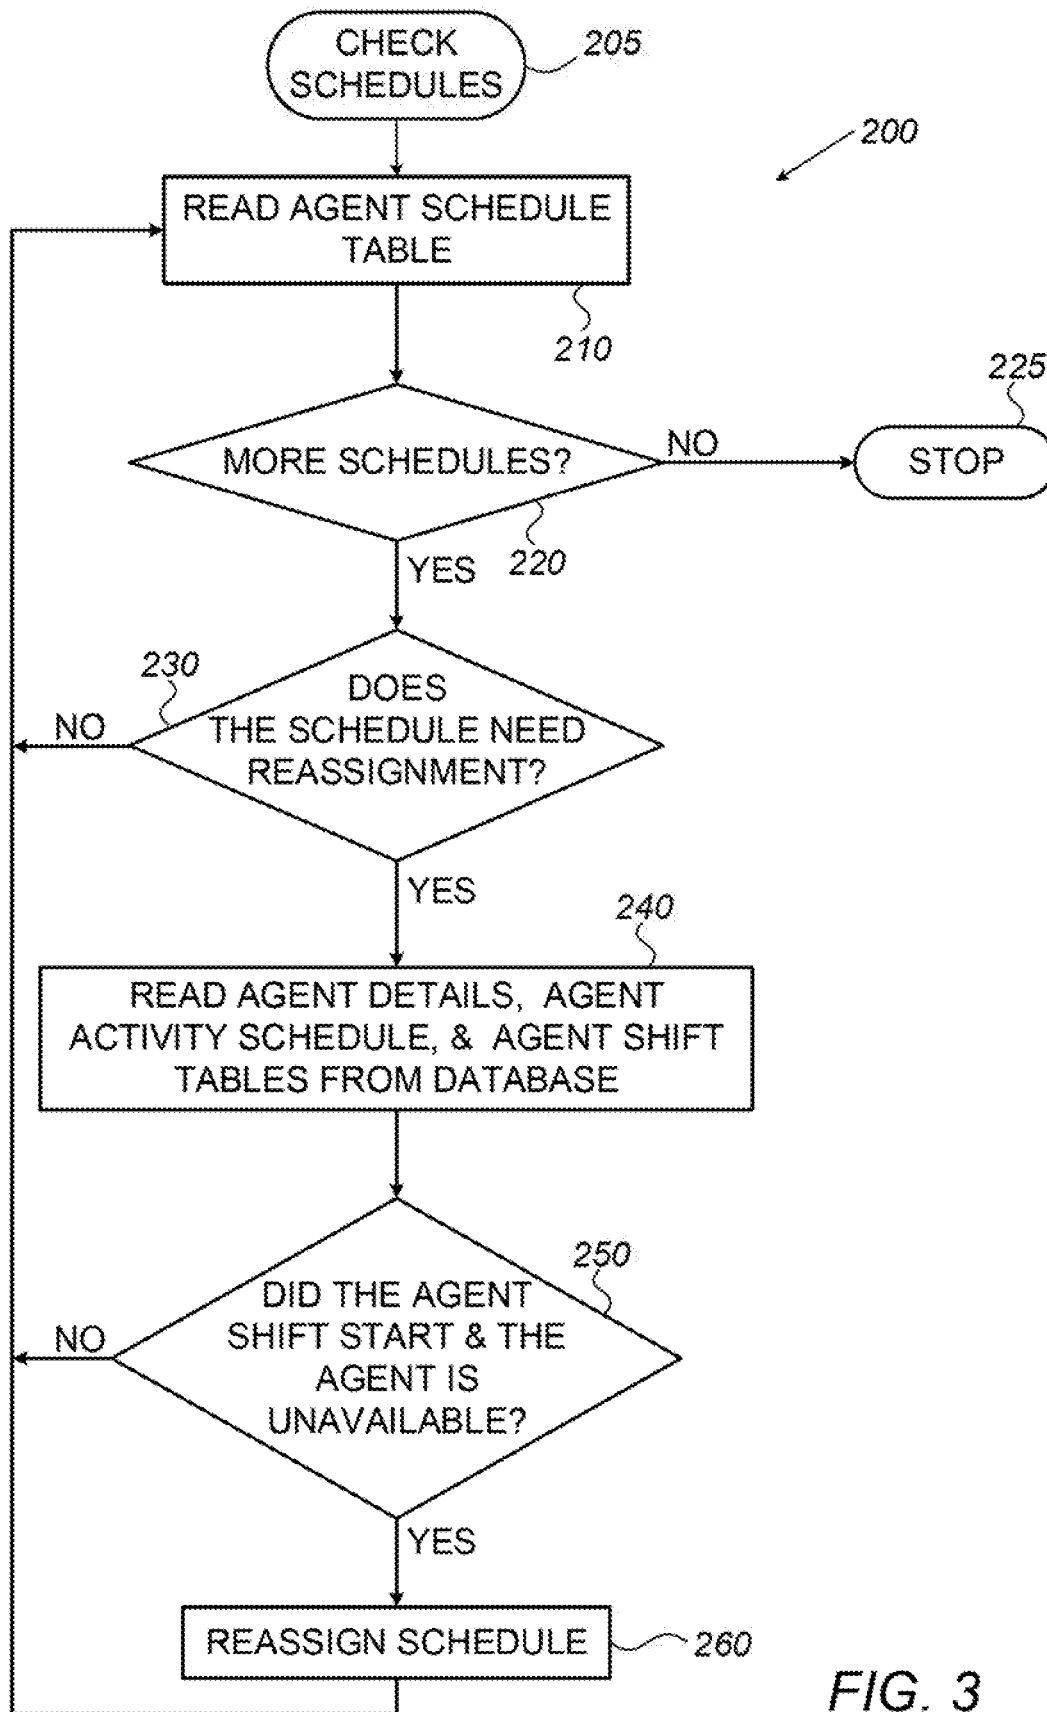 CHECK
SCHEDULES
205
200
READ AGENT SCHEDULE
TABLE
210
225
MORE SCHEDULES?
NO
STOP
220
YES
230
DOES
THE SCHEDULE NEED
REASSIGNMENT?
NO
YES
240
READ AGENT DETAILS, AGENT
ACTIVITY SCHEDULE, & AGENT SHIFT
TABLES FROM DATABASE
250
DID THE AGENT
SHIFT START & THE
AGENT IS
UNAVAILABLE?
NO
YES
REASSIGN SCHEDULE
260
FIG. 3